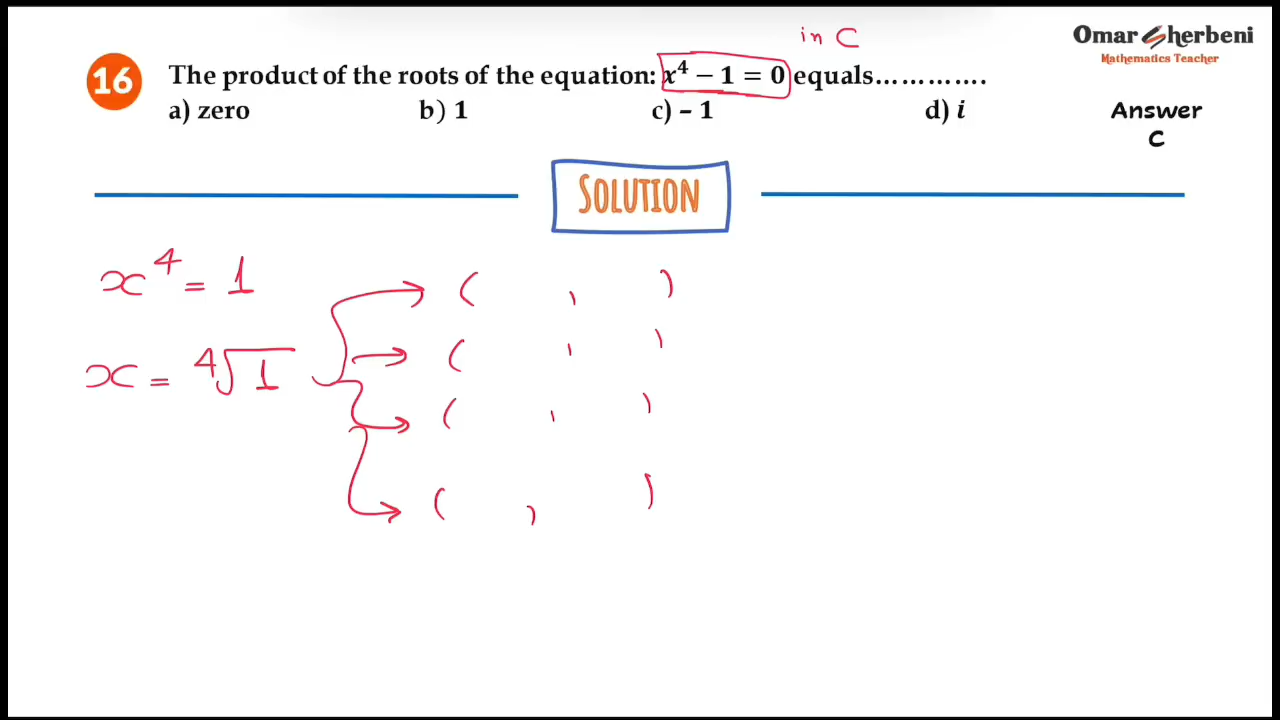 in C
Omar Sherbeni
Mathematics Teacher
16 The product of the roots of the equation: x⁴ − 1 = 0 equals.............
a) zero b) 1 c) – 1 d) i Answer
C
SOLUTION
x⁴ = 1
( , )
( , )
x = ⁴√1
( , )
( , )